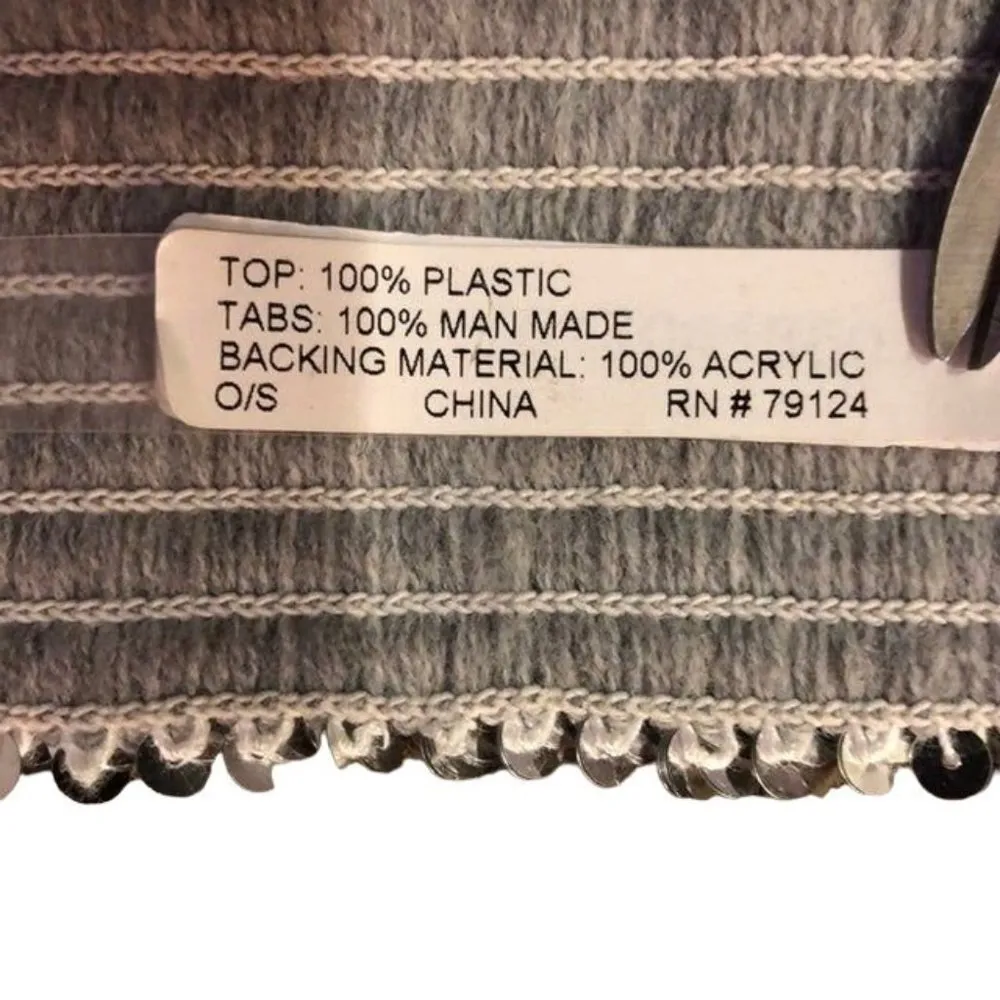 TOP: 100% PLASTIC
TABS: 100% MAN MADE
BACKING MATERIAL: 100% ACRYLIC
O/S CHINA RN # 79124